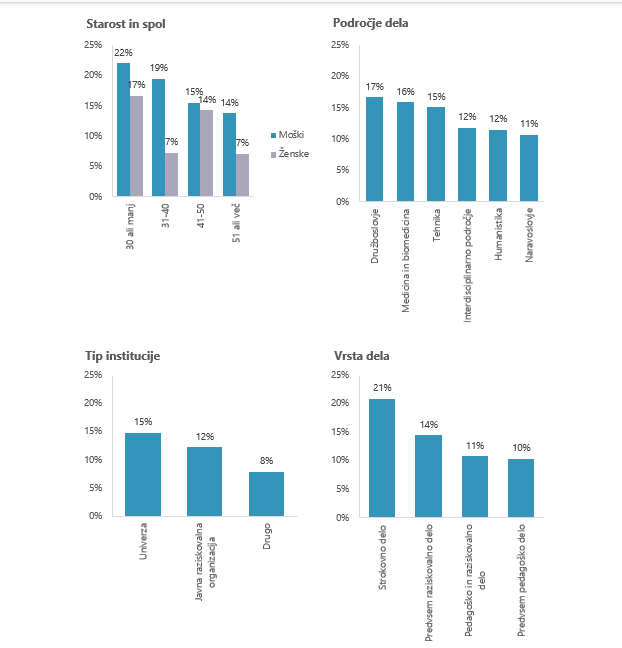 Starost in spol
25%
20%
15%
10%
5%
0%
22%
17%
19%
7%
15%
14%
14%
7%
30 ali manj
31-40
41-50
51 ali več
Moški
Ženske
Področje dela
25%
20%
15%
10%
5%
0%
17%
16%
15%
12%
12%
11%
Družboslovje
Medicina in biomedicina
Tehnika
Interdisciplinarno področje
Humanistika
Naravoslovje
Tip institucije
25%
20%
15%
10%
5%
0%
15%
12%
8%
Univerza
Javna raziskovalna
organizacija
Drugo
Vrsta dela
25%
20%
15%
10%
5%
0%
21%
14%
11%
10%
Strokovno delo
Predvsem raziskovalno delo
Pedagoško in raziskovalno
delo
Predvsem pedagoško delo